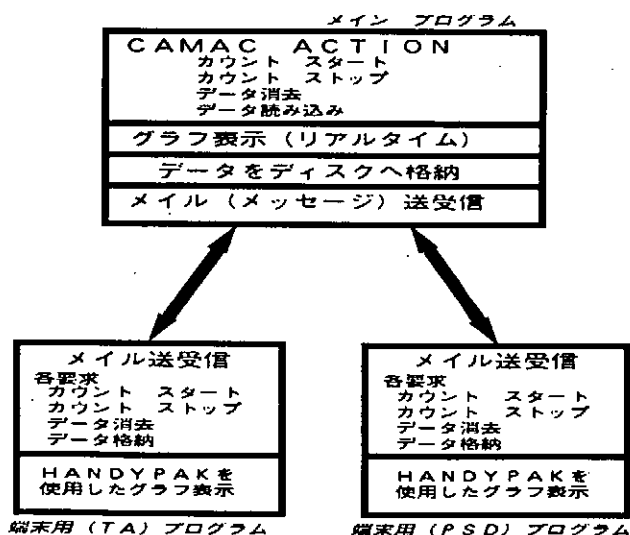 メイン プログラム
CAMAC ACTION
カウント スタート
カウント ストップ
データ消去
データ読み込み
グラフ表示（リアルタイム）
データをディスクへ格納
メイル（メッセージ）送受信
メイル送受信
各要求
カウント スタート
カウント ストップ
データ消去
データ格納
HANDYPAKを
使用したグラフ表示
端末用（TA）プログラム
メイル送受信
各要求
カウント スタート
カウント ストップ
データ消去
データ格納
HANDYPAKを
使用したグラフ表示
端末用（PSD）プログラム